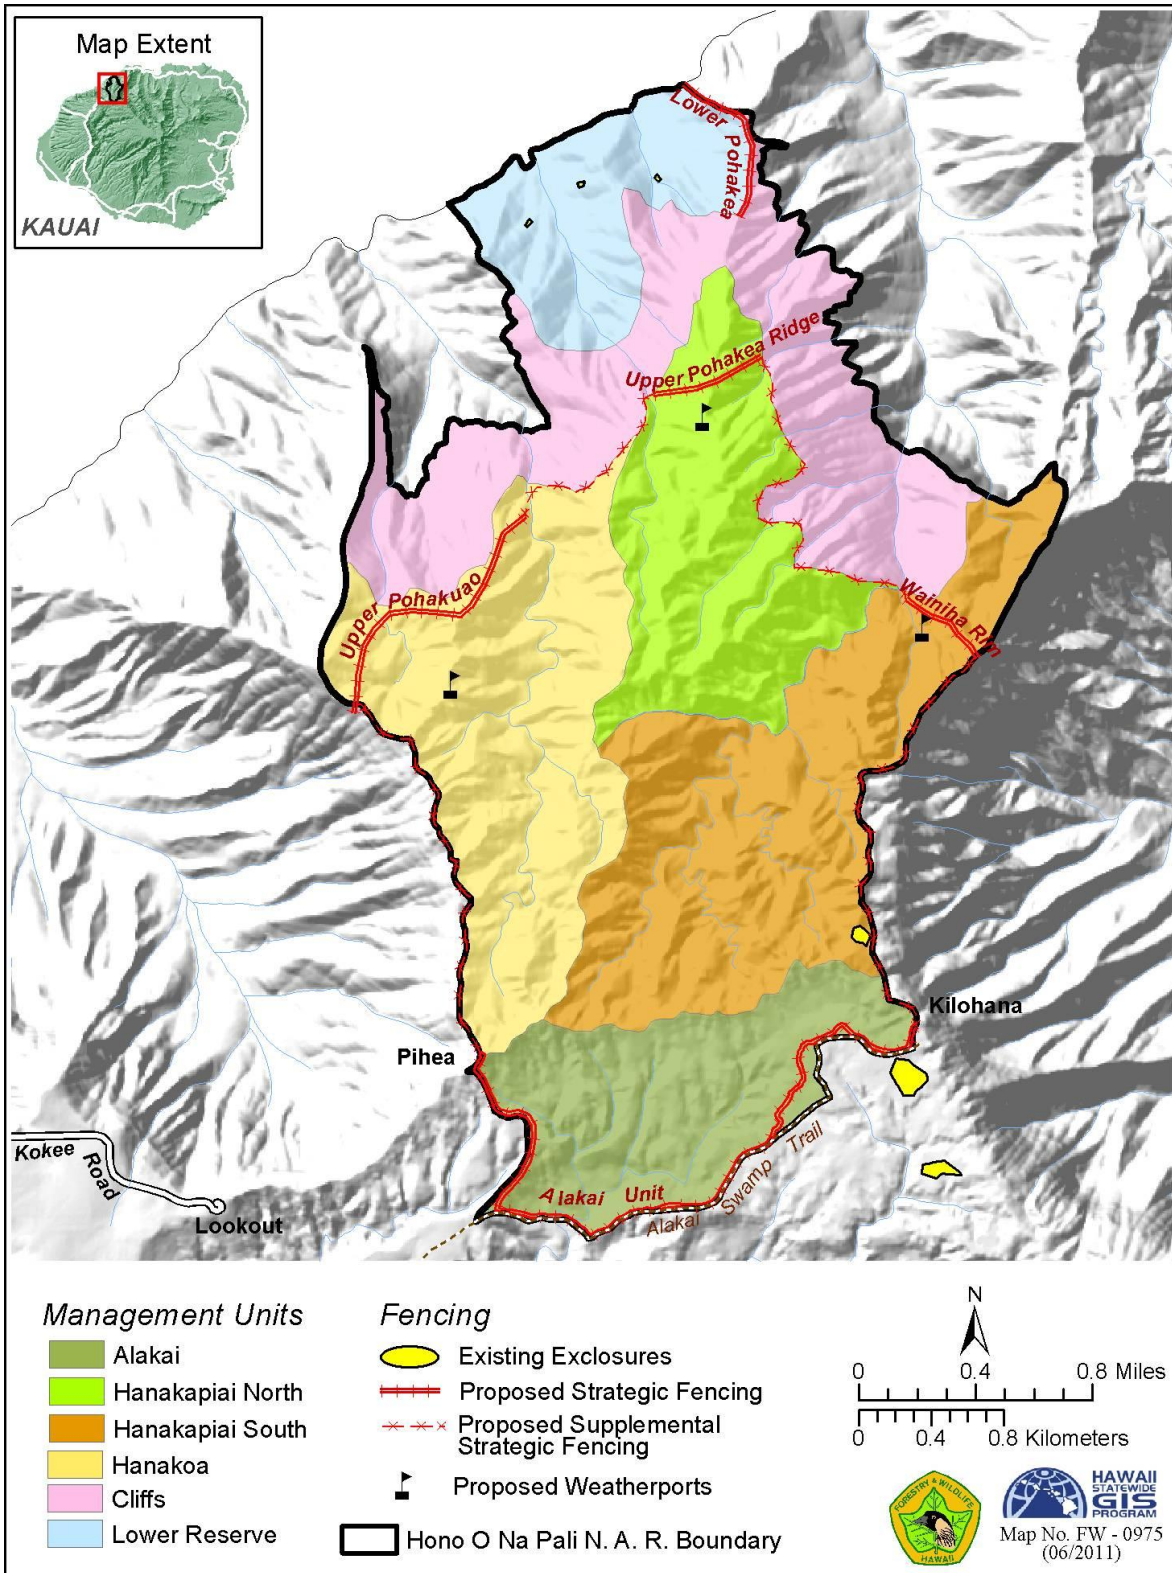 Map Extent
KAUAI
Lower Pohakea
Upper Pohakea Ridge
Upper Pohakuao
Wainiha Rim
Kilohana
Pihea
Kokee Road
Lookout
Alakai Unit
Alakai Swamp Trail
Management Units
Alakai
Hanakapiai North
Hanakapiai South
Hanakoa
Cliffs
Lower Reserve
Fencing
Existing Exclosures
Proposed Strategic Fencing
Proposed Supplemental
Strategic Fencing
Proposed Weatherports
Hono O Na Pali N. A. R. Boundary
N
0 0.4 0.8 Miles
0 0.4 0.8 Kilometers
FORESTRY & WILDLIFE
HAWAII
HAWAII
STATEWIDE
GIS
PROGRAM
Map No. FW - 0975
(06/2011)